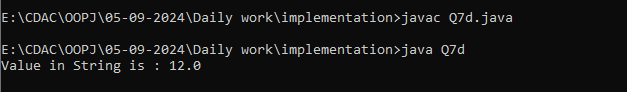 E:\CDAC\OOPJ\05-09-2024\Daily work\implementation>javac Q7d.java
E:\CDAC\OOPJ\05-09-2024\Daily work\implementation>java Q7d
Value in String is : 12.0